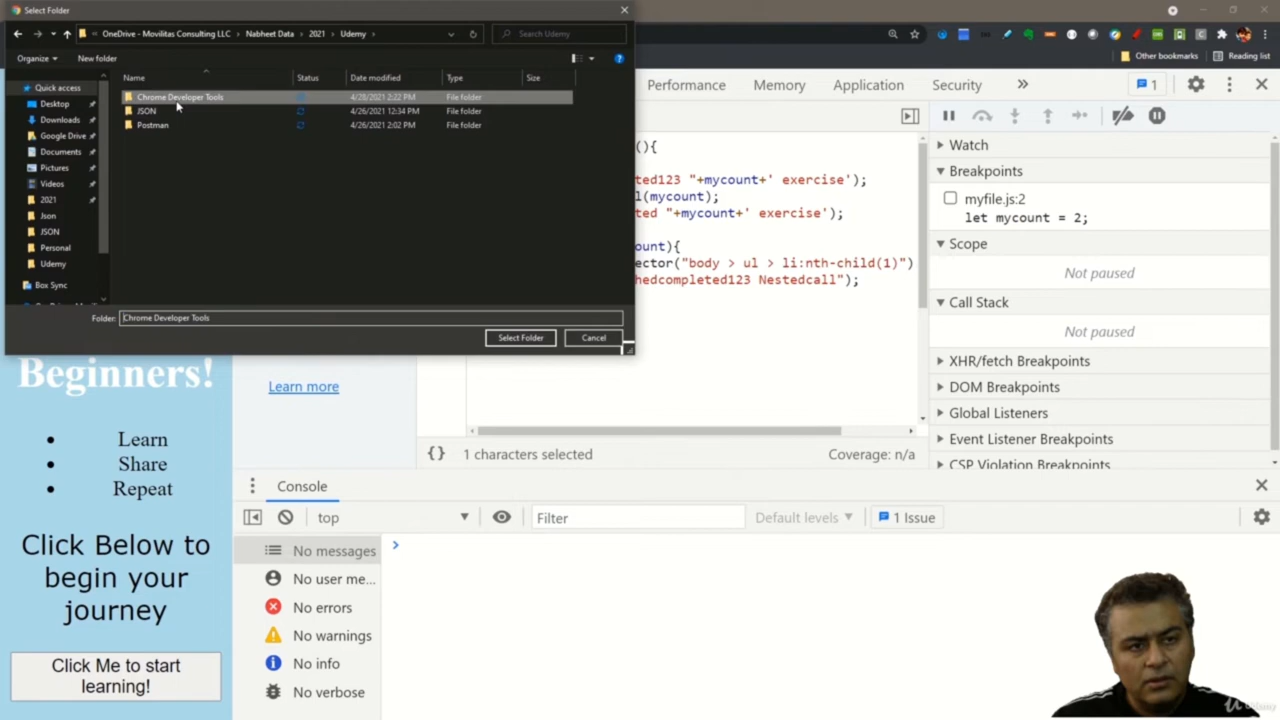 Select Folder
« OneDrive - Movilitas Consulting LLC > Nabheet Data > 2021 > Udemy >
Search Udemy
Organize
New folder
Other bookmarks
Reading list
Quick access
Desktop
Downloads
Google Drive
Documents
Pictures
Videos
2021
Json
JSON
Personal
Udemy
Box Sync
Name Status Date modified Type Size
Chrome Developer Tools 4/28/2021 2:22 PM File folder
JSON 4/26/2021 12:34 PM File folder
Postman 4/26/2021 2:02 PM File folder
Folder: Chrome Developer Tools
Select Folder Cancel
Performance Memory Application Security » 1
(){
ted123 "+mycount+' exercise');
l(mycount);
ted "+mycount+' exercise');
ount){
ector("body > ul > li:nth-child(1)")
hedcompleted123 Nestedcall");
Watch
Breakpoints
myfile.js:2
let mycount = 2;
Scope
Not paused
Call Stack
Not paused
XHR/fetch Breakpoints
DOM Breakpoints
Global Listeners
Event Listener Breakpoints
CSP Violation Breakpoints
Learn more
{} 1 characters selected Coverage: n/a
Beginners!
• Learn
• Share
• Repeat
Click Below to
begin your
journey
Click Me to start
learning!
Console
top Filter Default levels 1 Issue
No messages
No user me...
No errors
No warnings
No info
No verbose
>
Udemy